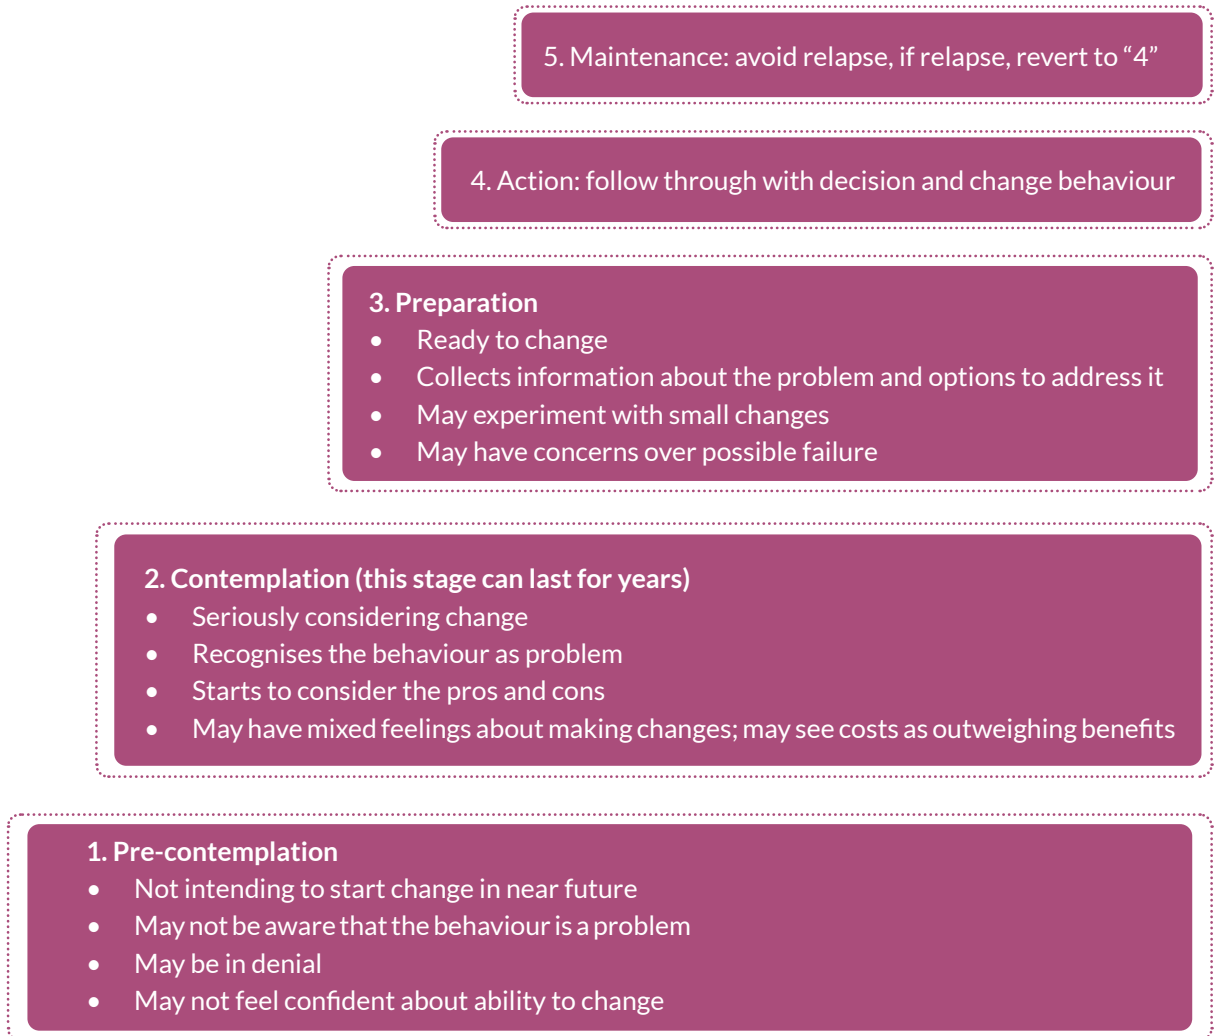 5. Maintenance: avoid relapse, if relapse, revert to “4”
4. Action: follow through with decision and change behaviour
3. Preparation
• Ready to change
• Collects information about the problem and options to address it
• May experiment with small changes
• May have concerns over possible failure
2. Contemplation (this stage can last for years)
• Seriously considering change
• Recognises the behaviour as problem
• Starts to consider the pros and cons
• May have mixed feelings about making changes; may see costs as outweighing benefits
1. Pre-contemplation
• Not intending to start change in near future
• May not be aware that the behaviour is a problem
• May be in denial
• May not feel confident about ability to change